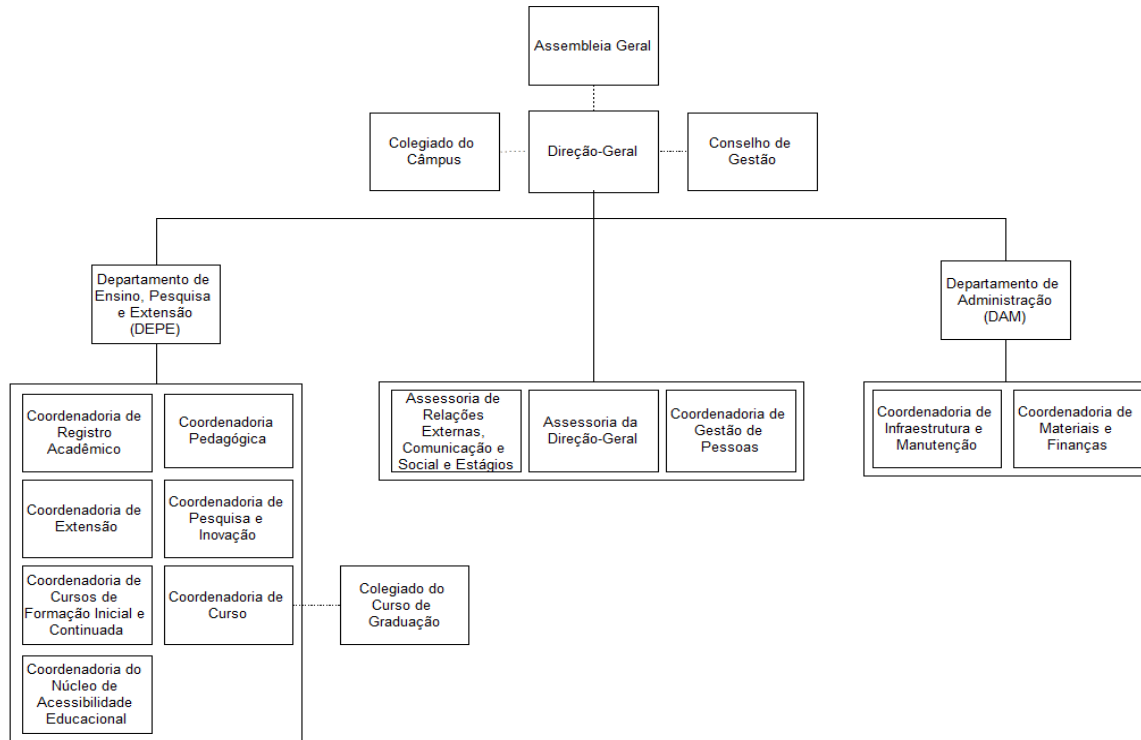 Assembleia Geral
Colegiado do
Câmpus
Direção-Geral
Conselho de
Gestão
Departamento de
Ensino, Pesquisa
e Extensão
(DEPE)
Departamento de
Administração
(DAM)
Coordenadoria de
Registro
Acadêmico
Coordenadoria
Pedagógica
Assessoria de
Relações
Externas,
Comunicação e
Social e Estágios
Assessoria da
Direção-Geral
Coordenadoria de
Gestão de
Pessoas
Coordenadoria de
Infraestrutura e
Manutenção
Coordenadoria de
Materiais e
Finanças
Coordenadoria de
Extensão
Coordenadoria de
Pesquisa e
Inovação
Coordenadoria de
Cursos de
Formação Inicial e
Continuada
Coordenadoria de
Curso
Colegiado do
Curso de
Graduação
Coordenadoria do
Núcleo de
Acessibilidade
Educacional